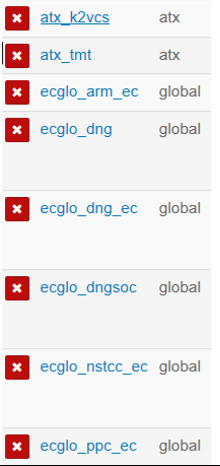 atx_k2vcs atx
atx_tmt atx
ecglo_arm_ec global
ecglo_dng global
ecglo_dng_ec global
ecglo_dngsoc global
ecglo_nstcc_ec global
ecglo_ppc_ec global